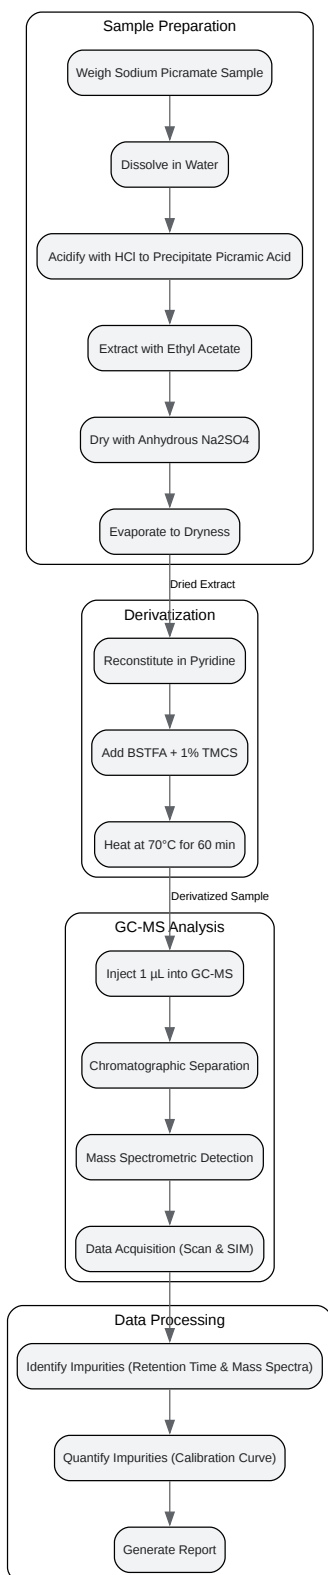 Sample Preparation
Weigh Sodium Picramate Sample
Dissolve in Water
Acidify with HCl to Precipitate Picramic Acid
Extract with Ethyl Acetate
Dry with Anhydrous Na2SO4
Evaporate to Dryness
Dried Extract
Derivatization
Reconstitute in Pyridine
Add BSTFA + 1% TMCS
Heat at 70°C for 60 min
Derivatized Sample
GC-MS Analysis
Inject 1 µL into GC-MS
Chromatographic Separation
Mass Spectrometric Detection
Data Acquisition (Scan & SIM)
Data Processing
Identify Impurities (Retention Time & Mass Spectra)
Quantify Impurities (Calibration Curve)
Generate Report